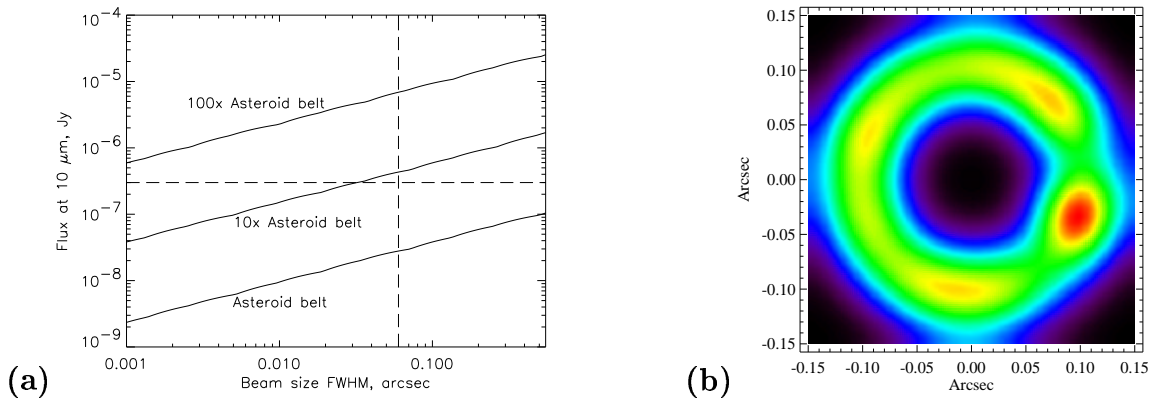 10⁻⁴
10⁻⁵
10⁻⁶
10⁻⁷
10⁻⁸
10⁻⁹
Flux at 10 μm, Jy
100x Asteroid belt
10x Asteroid belt
Asteroid belt
0.001 0.010 0.100
Beam size FWHM, arcsec
(a)
0.15
0.10
0.05
0.00
-0.05
-0.10
-0.15
Arcsec
-0.15 -0.10 -0.05 0.00 0.05 0.10 0.15
Arcsec
(b)